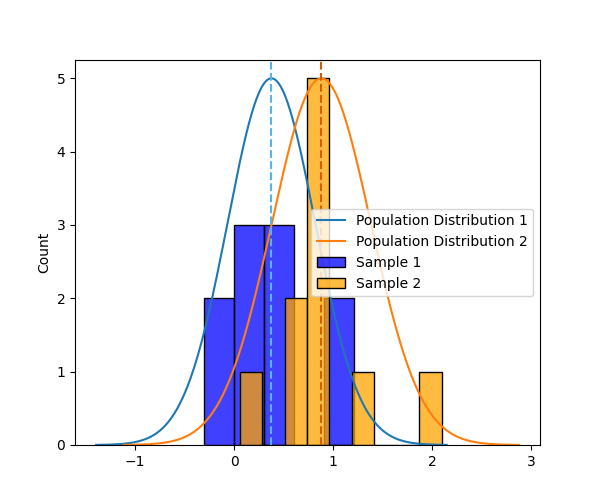 5
4
3
2
1
0
Count
Population Distribution 1
Population Distribution 2
Sample 1
Sample 2
−1
0
1
2
3